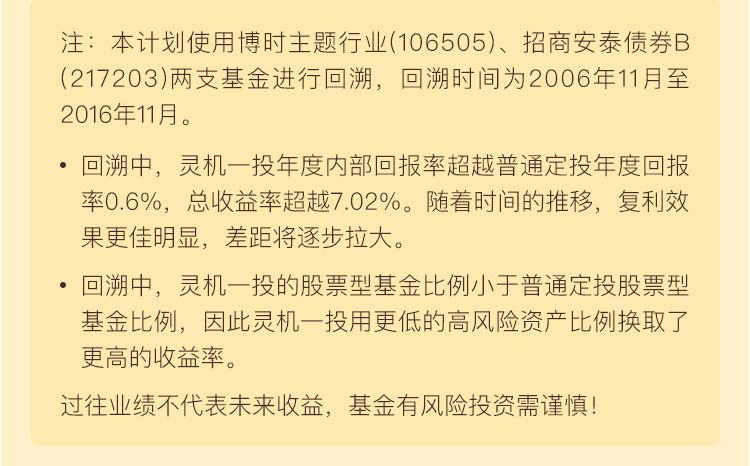 注：本计划使用博时主题行业(106505)、招商安泰债券B
(217203)两支基金进行回溯，回溯时间为2006年11月至
2016年11月。
• 回溯中，灵机一投年度内部回报率超越普通定投年度回报
率0.6%，总收益率超越7.02%。随着时间的推移，复利效
果更佳明显，差距将逐步拉大。
• 回溯中，灵机一投的股票型基金比例小于普通定投股票型
基金比例，因此灵机一投用更低的高风险资产比例换取了
更高的收益率。
过往业绩不代表未来收益，基金有风险投资需谨慎！